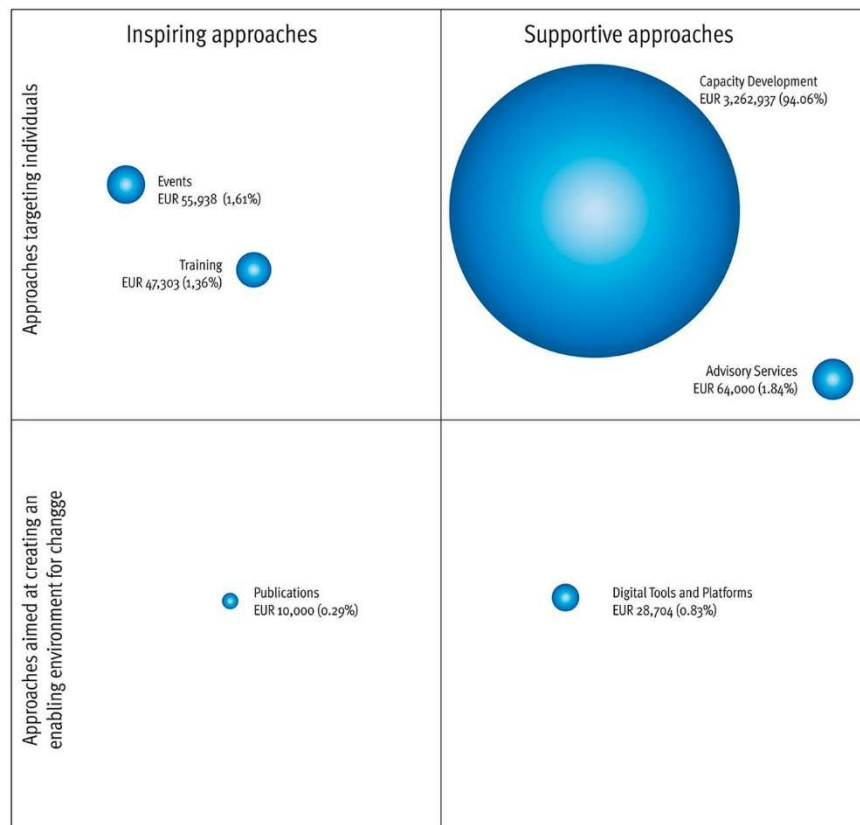 Inspiring approaches
Supportive approaches
Approaches targeting individuals
Capacity Development
EUR 3,262,937 (94.06%)
Events
EUR 55,938 (1,61%)
Training
EUR 47,303 (1,36%)
Advisory Services
EUR 64,000 (1.84%)
Approaches aimed at creating an
enabling environment for changge
Publications
EUR 10,000 (0.29%)
Digital Tools and Platforms
EUR 28,704 (0.83%)